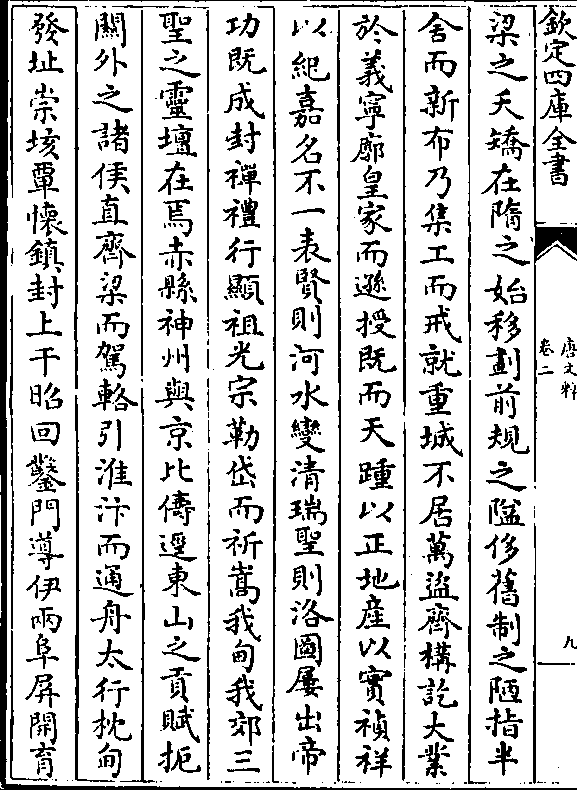 欽定四庫全書
唐文粹
卷二
九
梁之夭矯在隋之始移劃前規之隘侈舊制之陋指半
舍而新布乃集工而戒就重城不居萬盜齊構訖大業
於義寧廓皇家而遜授既而天踵以正地産以實禎祥
以紀嘉名不一表賢則河水變清瑞聖則洛圖屢出帝
功既成封禪禮行顯祖光宗勒岱而祈嵩我甸我郊三
聖之靈壇在焉赤縣神州與京比儔逕東山之貢賦扼
關外之諸侯直齊梁而駕輅引淮汴而通舟太行枕甸
發址崇垓覃懐鎮封上干昭回鑿門導伊兩阜屏開育